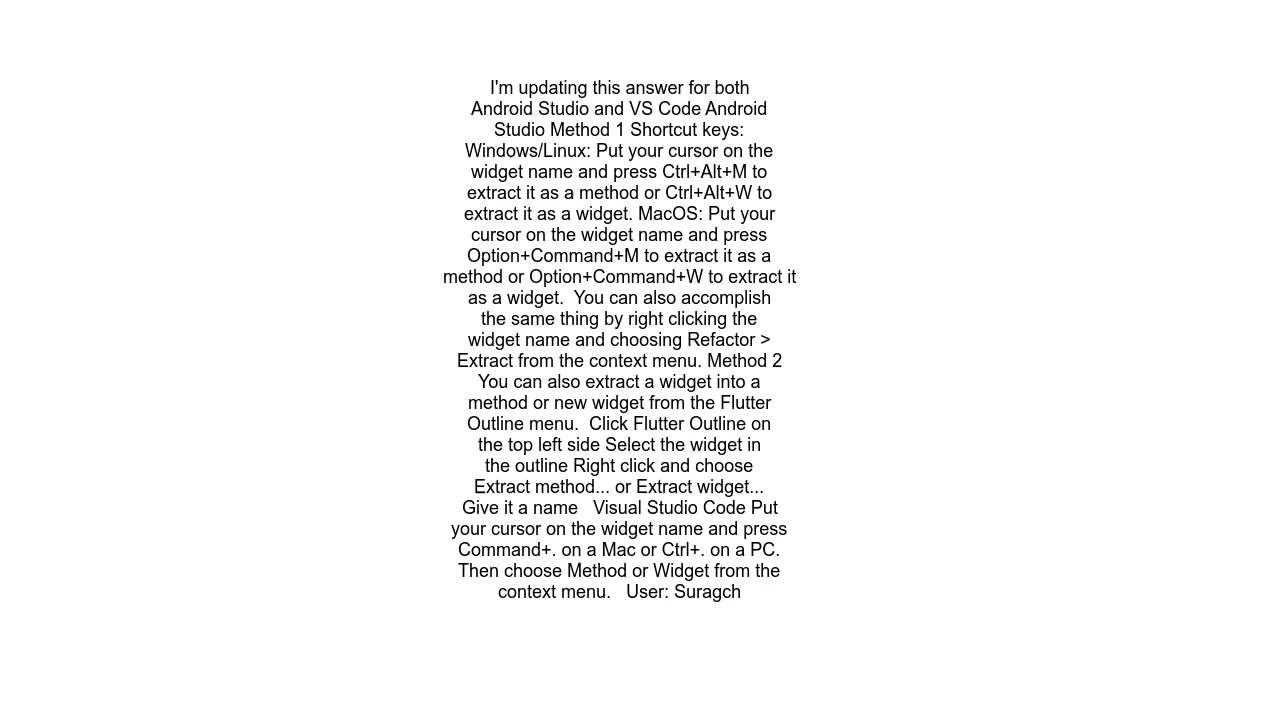 I'm updating this answer for both
Android Studio and VS Code Android
Studio Method 1 Shortcut keys:
Windows/Linux: Put your cursor on the
widget name and press Ctrl+Alt+M to
extract it as a method or Ctrl+Alt+W to
extract it as a widget. MacOS: Put your
cursor on the widget name and press
Option+Command+M to extract it as a
method or Option+Command+W to extract it
as a widget.  You can also accomplish
the same thing by right clicking the
widget name and choosing Refactor >
Extract from the context menu. Method 2
You can also extract a widget into a
method or new widget from the Flutter
Outline menu.  Click Flutter Outline on
the top left side Select the widget in
the outline Right click and choose
Extract method... or Extract widget...
Give it a name   Visual Studio Code Put
your cursor on the widget name and press
Command+. on a Mac or Ctrl+. on a PC.
Then choose Method or Widget from the
context menu.   User: Suragch